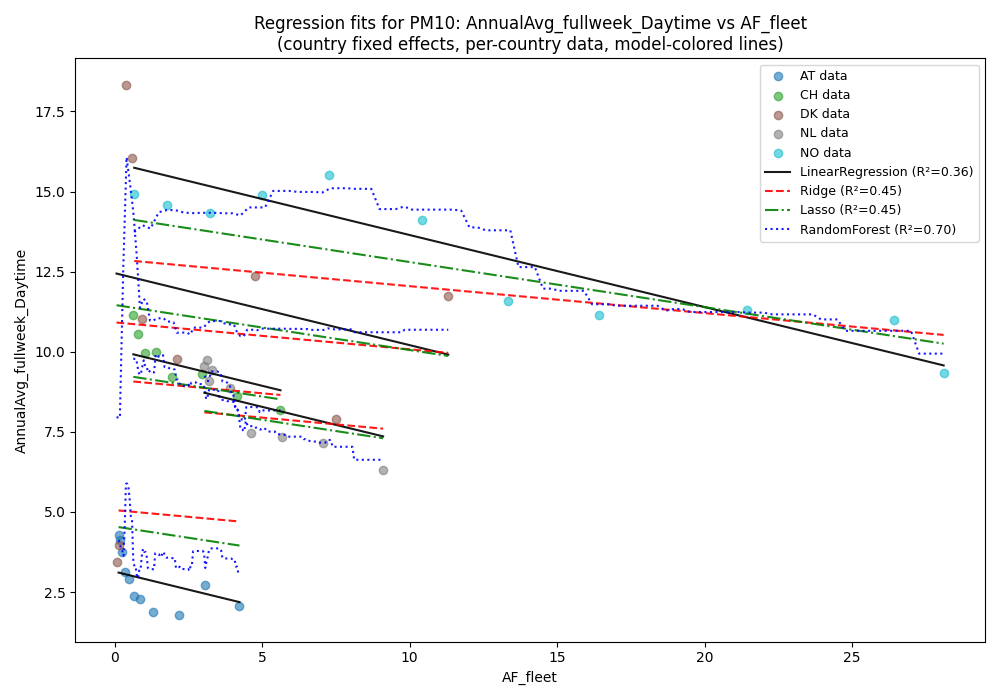 Regression fits for PM10: AnnualAvg_fullweek_Daytime vs AF_fleet
(country fixed effects, per-country data, model-colored lines)
AnnualAvg_fullweek_Daytime
17.5
15.0
12.5
10.0
7.5
5.0
2.5
AT data
CH data
DK data
NL data
NO data
LinearRegression (R²=0.36)
Ridge (R²=0.45)
Lasso (R²=0.45)
RandomForest (R²=0.70)
0
5
10
15
20
25
AF_fleet